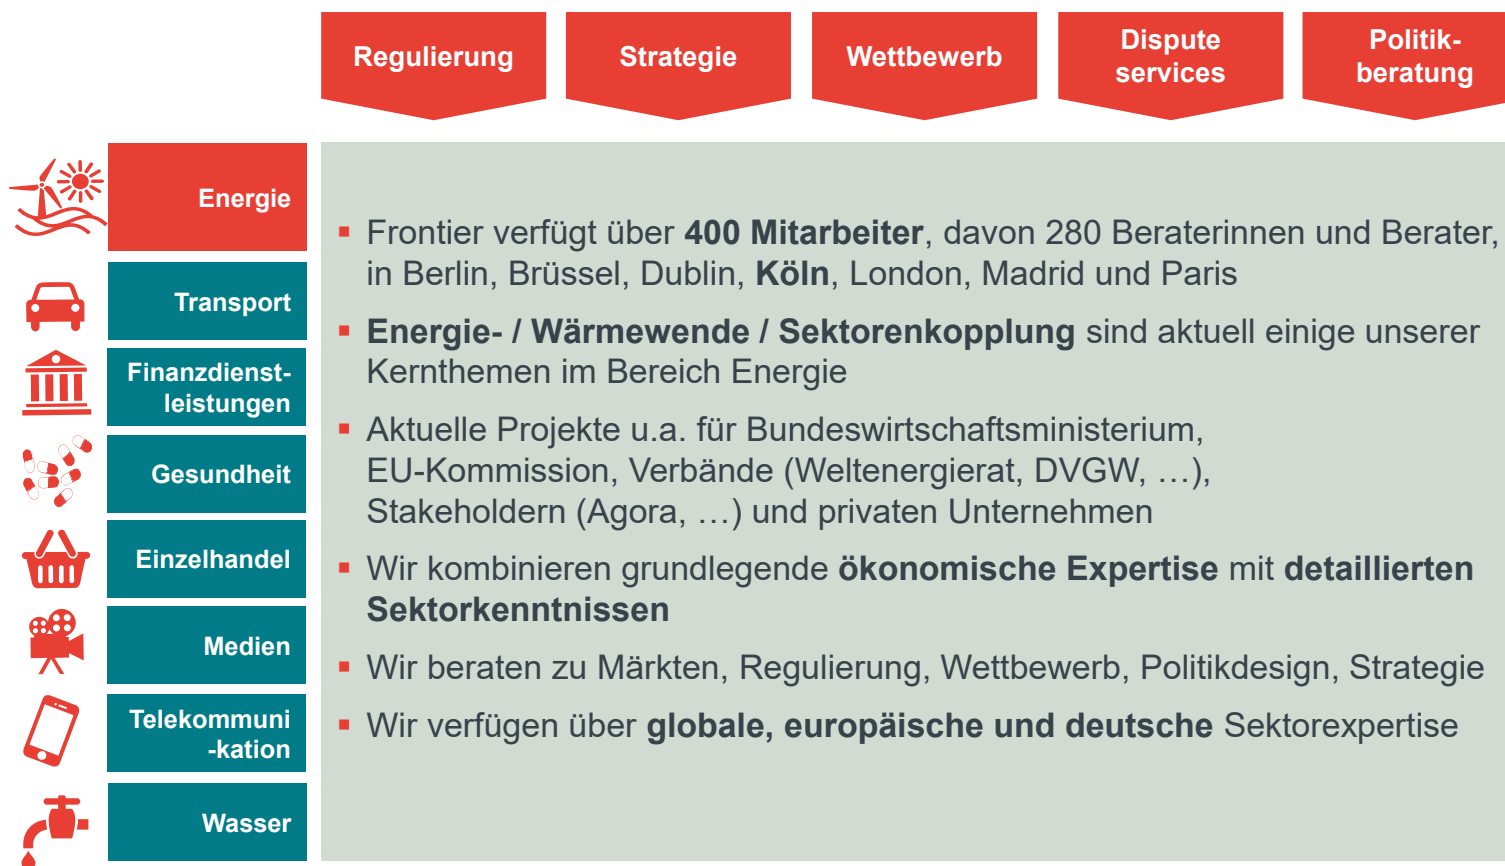 Regulierung
Strategie
Wettbewerb
Dispute
services
Politik-
beratung
Energie
Transport
Finanzdienst-
leistungen
Gesundheit
Einzelhandel
Medien
Telekommuni
-kation
Wasser
▪ Frontier verfügt über 400 Mitarbeiter, davon 280 Beraterinnen und Berater,
in Berlin, Brüssel, Dublin, Köln, London, Madrid und Paris
▪ Energie- / Wärmewende / Sektorenkopplung sind aktuell einige unserer
Kernthemen im Bereich Energie
▪ Aktuelle Projekte u.a. für Bundeswirtschaftsministerium,
EU-Kommission, Verbände (Weltenergierat, DVGW, …),
Stakeholdern (Agora, …) und privaten Unternehmen
▪ Wir kombinieren grundlegende ökonomische Expertise mit detaillierten
Sektorkenntnissen
▪ Wir beraten zu Märkten, Regulierung, Wettbewerb, Politikdesign, Strategie
▪ Wir verfügen über globale, europäische und deutsche Sektorexpertise